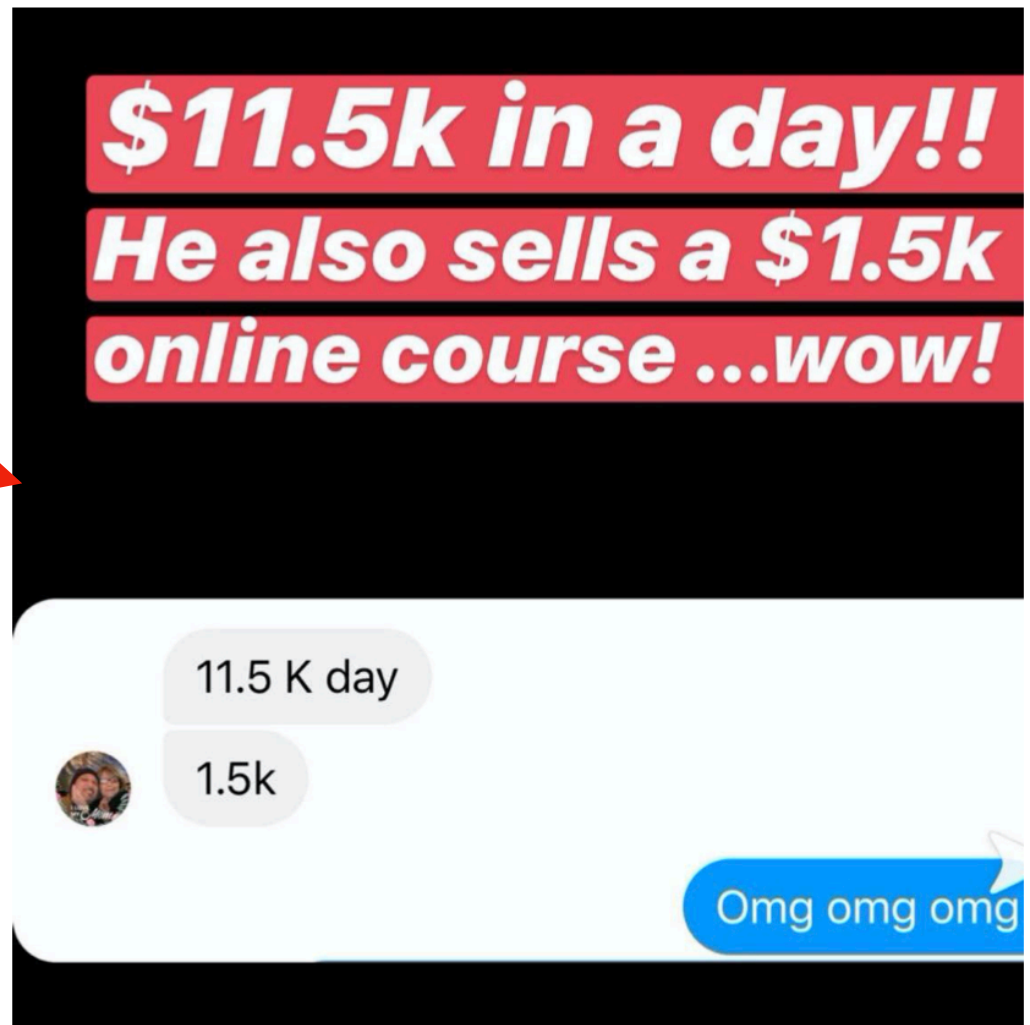 $11.5k in a day!!
He also sells a $1.5k
online course ...wow!
11.5 K day
1.5k
Omg omg omg